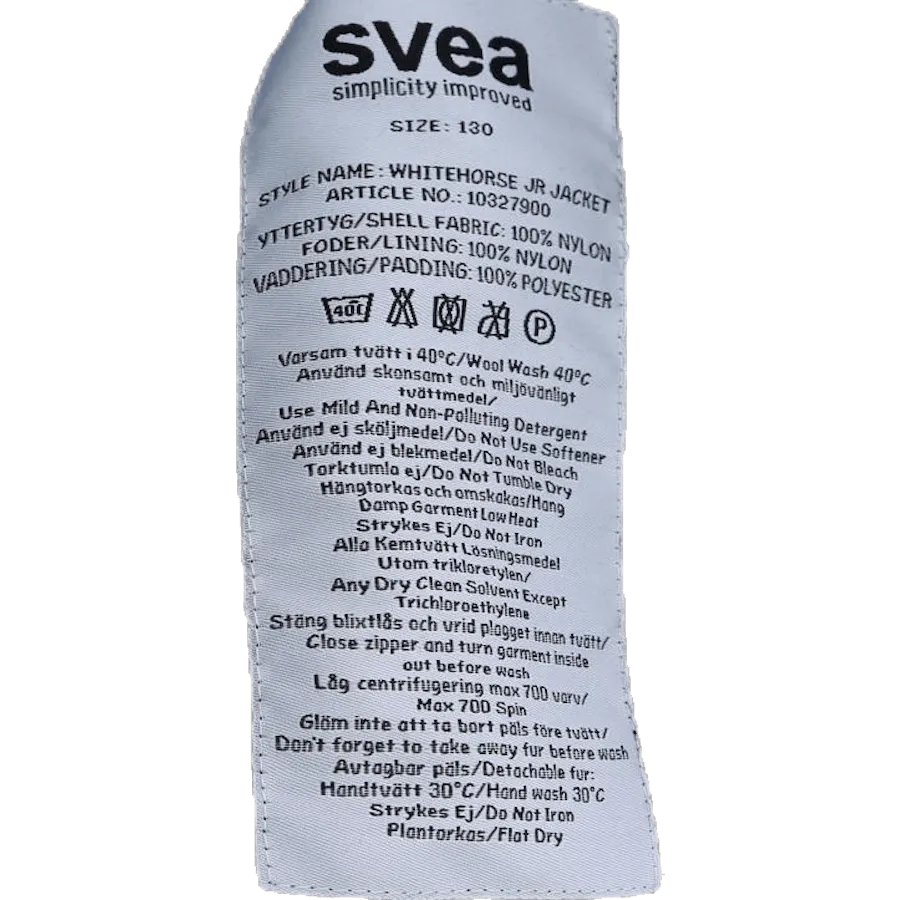 svea
simplicity improved
SIZE: 130
STYLE NAME: WHITEHORSE JR JACKET
ARTICLE NO.: 10327900
YTTERTYG/SHELL FABRIC: 100% NYLON
FODER/LINING: 100% NYLON
VADDERING/PADDING: 100% POLYESTER
40C P
Varsam tvätt i 40°C/Wool Wash 40°C
Använd skonsamt och miljövänligt
tvättmedel/
Use Mild And Non-Polluting Detergent
Använd ej sköljmedel/Do Not Use Softener
Använd ej blekmedel/Do Not Bleach
Torktumla ej/Do Not Tumble Dry
Hängtorkas och omskakas/Hang
Damp Garment Low Heat
Strykes Ej/Do Not Iron
Alla Kemtvätt Lösningsmedel
Utom trikloretylen/
Any Dry Clean Solvent Except
Trichloroethylene
Stäng blixtlås och vrid plagget innan tvätt/
Close zipper and turn garment inside
out before wash
Låg centrifugering max 700 varv/
Max 700 Spin
Glöm inte att ta bort päls före tvätt/
Don't forget to take away fur before wash
Avtagbar päls/Detachable fur:
Handtvätt 30°C/Hand wash 30°C
Strykes Ej/Do Not Iron
Plantorkas/Flat Dry